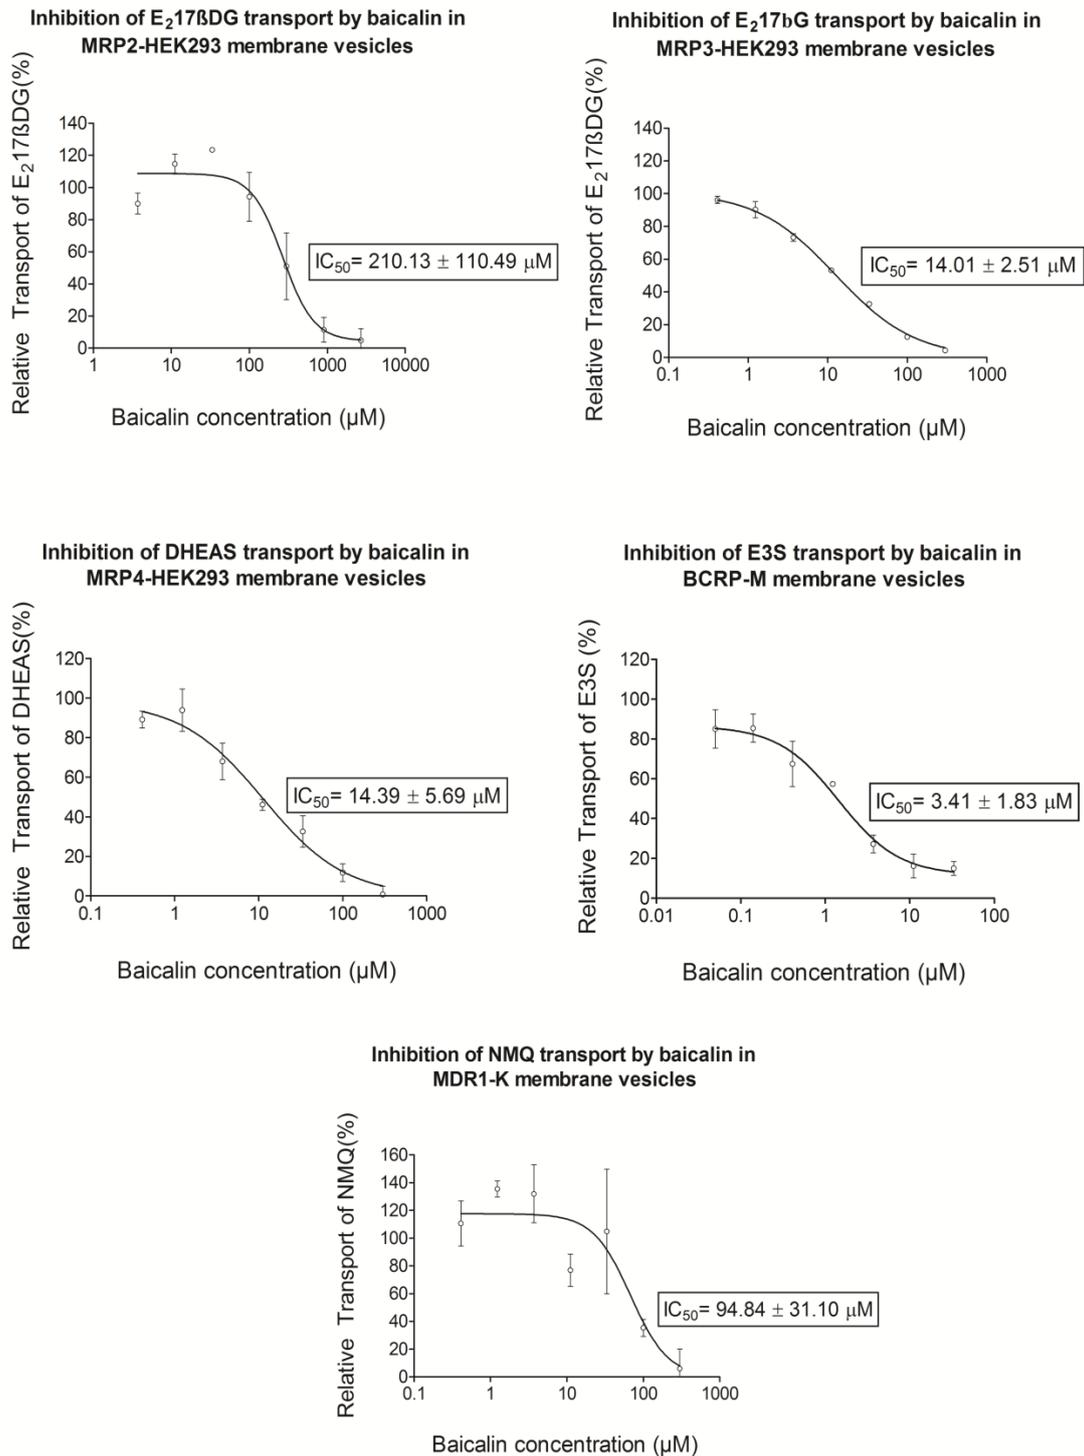 Inhibition of E₂17ßDG transport by baicalin in
MRP2-HEK293 membrane vesicles
Relative Transport of E₂17ßDG(%)
140
120
100
80
60
40
20
0
IC₅₀= 210.13 ± 110.49 µM
1 10 100 1000 10000
Baicalin concentration (µM)
Inhibition of E₂17bG transport by baicalin in
MRP3-HEK293 membrane vesicles
Relative Transport of E₂17ßDG(%)
140
120
100
80
60
40
20
0
IC₅₀= 14.01 ± 2.51 µM
0.1 1 10 100 1000
Baicalin concentration (µM)
Inhibition of DHEAS transport by baicalin in
MRP4-HEK293 membrane vesicles
Relative Transport of DHEAS(%)
120
100
80
60
40
20
0
IC₅₀= 14.39 ± 5.69 µM
0.1 1 10 100 1000
Baicalin concentration (µM)
Inhibition of E3S transport by baicalin in
BCRP-M membrane vesicles
Relative Transport of E3S (%)
120
100
80
60
40
20
0
IC₅₀= 3.41 ± 1.83 µM
0.01 0.1 1 10 100
Baicalin concentration (µM)
Inhibition of NMQ transport by baicalin in
MDR1-K membrane vesicles
Relative Transport of NMQ(%)
160
140
120
100
80
60
40
20
0
IC₅₀= 94.84 ± 31.10 µM
0.1 1 10 100 1000
Baicalin concentration (µM)